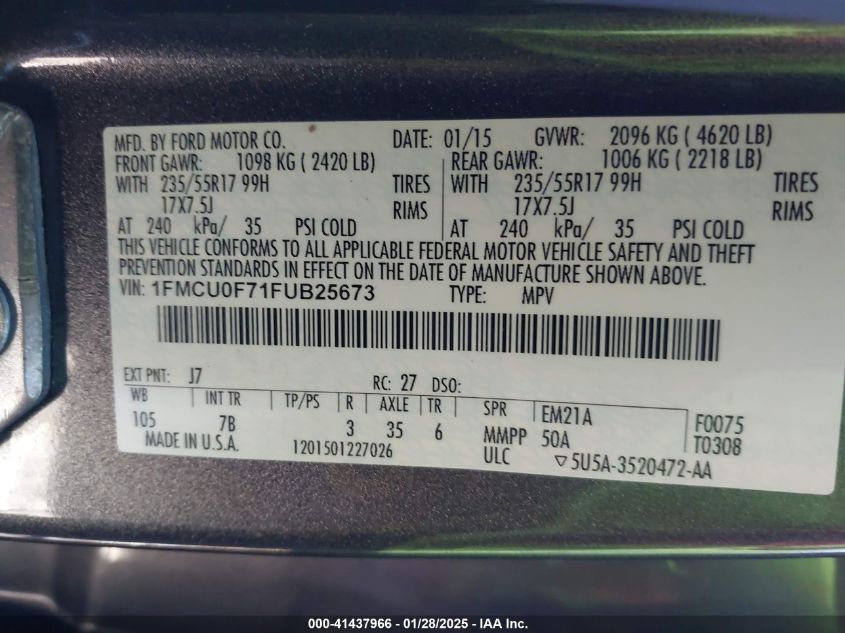 MFD. BY FORD MOTOR CO. DATE: 01/15 GVWR: 2096 KG ( 4620 LB)
FRONT GAWR: 1098 KG ( 2420 LB) REAR GAWR: 1006 KG ( 2218 LB)
WITH 235/55R17 99H TIRES WITH 235/55R17 99H TIRES
17X7.5J RIMS 17X7.5J RIMS
AT 240 kPa/ 35 PSI COLD AT 240 kPa/ 35 PSI COLD
THIS VEHICLE CONFORMS TO ALL APPLICABLE FEDERAL MOTOR VEHICLE SAFETY AND THEFT
PREVENTION STANDARDS IN EFFECT ON THE DATE OF MANUFACTURE SHOWN ABOVE.
VIN: 1FMCU0F71FUB25673 TYPE: MPV
EXT PNT: J7 RC: 27 DSO:
WB INT TR TP/PS R AXLE TR SPR EM21A F0075
105 7B 3 35 6 MMPP 50A T0308
MADE IN U.S.A. 1201501227026 ULC ▽5U5A-3520472-AA
000-41437966 | 01/28/2025 - IAA Inc.